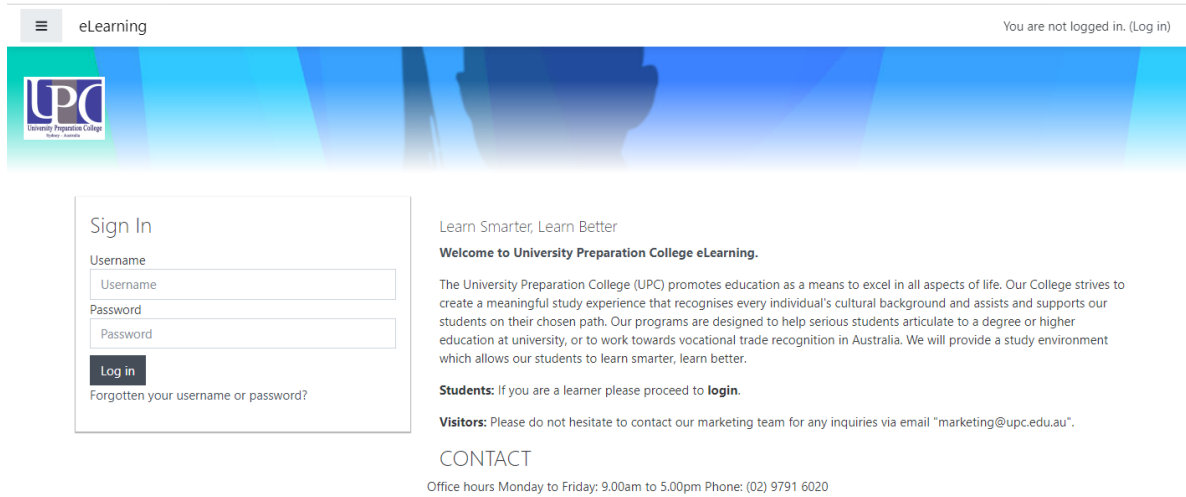 eLearning
You are not logged in. (Log in)
UPC
University Preparation College
Sydney - Australia
Sign In
Username
Username
Password
Password
Log in
Forgotten your username or password?
Learn Smarter, Learn Better
Welcome to University Preparation College eLearning.
The University Preparation College (UPC) promotes education as a means to excel in all aspects of life. Our College strives to
create a meaningful study experience that recognises every individual's cultural background and assists and supports our
students on their chosen path. Our programs are designed to help serious students articulate to a degree or higher
education at university, or to work towards vocational trade recognition in Australia. We will provide a study environment
which allows our students to learn smarter, learn better.
Students: If you are a learner please proceed to login.
Visitors: Please do not hesitate to contact our marketing team for any inquiries via email "marketing@upc.edu.au".
CONTACT
Office hours Monday to Friday: 9.00am to 5.00pm Phone: (02) 9791 6020